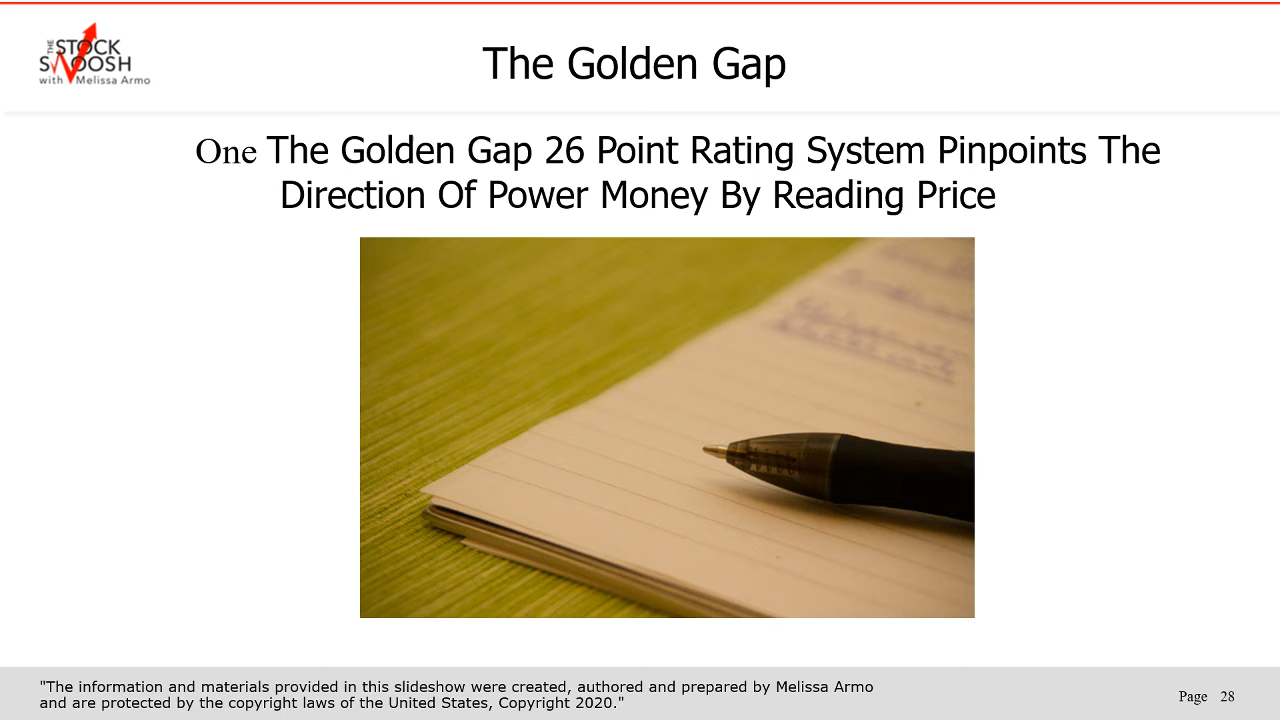 THE STOCK
SWOOSH
with Melissa Armo
The Golden Gap
One The Golden Gap 26 Point Rating System Pinpoints The
Direction Of Power Money By Reading Price
"The information and materials provided in this slideshow were created, authored and prepared by Melissa Armo
and are protected by the copyright laws of the United States, Copyright 2020."
Page 28